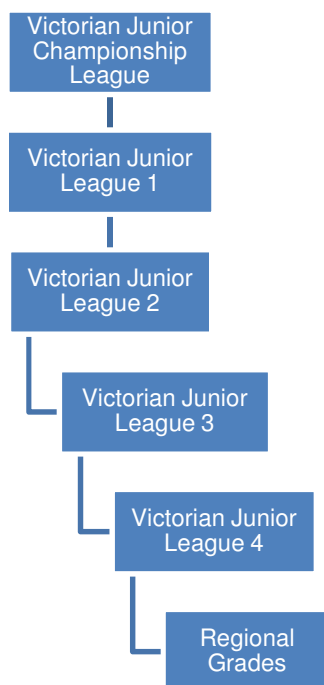 Victorian Junior
Championship
League
Victorian Junior
League 1
Victorian Junior
League 2
Victorian Junior
League 3
Victorian Junior
League 4
Regional
Grades